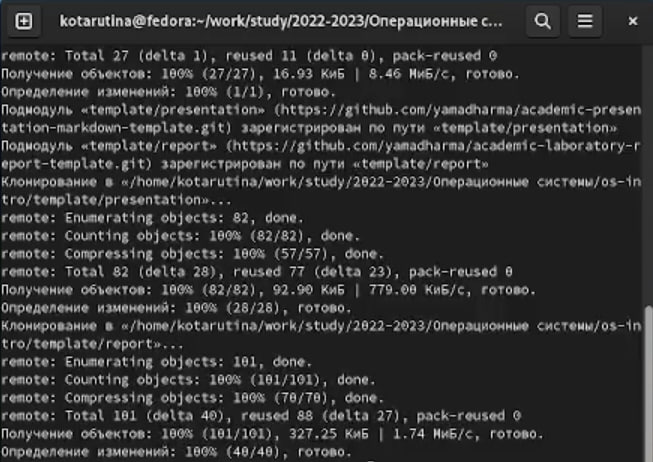 kotarutina@fedora:~/work/study/2022-2023/Операционные с...
remote: Total 27 (delta 1), reused 11 (delta 0), pack-reused 0
Получение объектов: 100% (27/27), 16.93 КиБ | 8.46 МиБ/с, готово.
Определение изменений: 100% (1/1), готово.
Подмодуль «template/presentation» (https://github.com/yamadharma/academic-presen
tation-markdown-template.git) зарегистрирован по пути «template/presentation»
Подмодуль «template/report» (https://github.com/yamadharma/academic-laboratory-r
eport-template.git) зарегистрирован по пути «template/report»
Клонирование в «/home/kotarutina/work/study/2022-2023/Операционные системы/os-in
tro/template/presentation»...
remote: Enumerating objects: 82, done.
remote: Counting objects: 100% (82/82), done.
remote: Compressing objects: 100% (57/57), done.
remote: Total 82 (delta 28), reused 77 (delta 23), pack-reused 0
Получение объектов: 100% (82/82), 92.90 КиБ | 779.00 КиБ/с, готово.
Определение изменений: 100% (28/28), готово.
Клонирование в «/home/kotarutina/work/study/2022-2023/Операционные системы/os-in
tro/template/report»...
remote: Enumerating objects: 101, done.
remote: Counting objects: 100% (101/101), done.
remote: Compressing objects: 100% (70/70), done.
remote: Total 101 (delta 40), reused 88 (delta 27), pack-reused 0
Получение объектов: 100% (101/101), 327.25 КиБ | 1.74 МиБ/с, готово.
Определение изменений: 100% (40/40), готово.